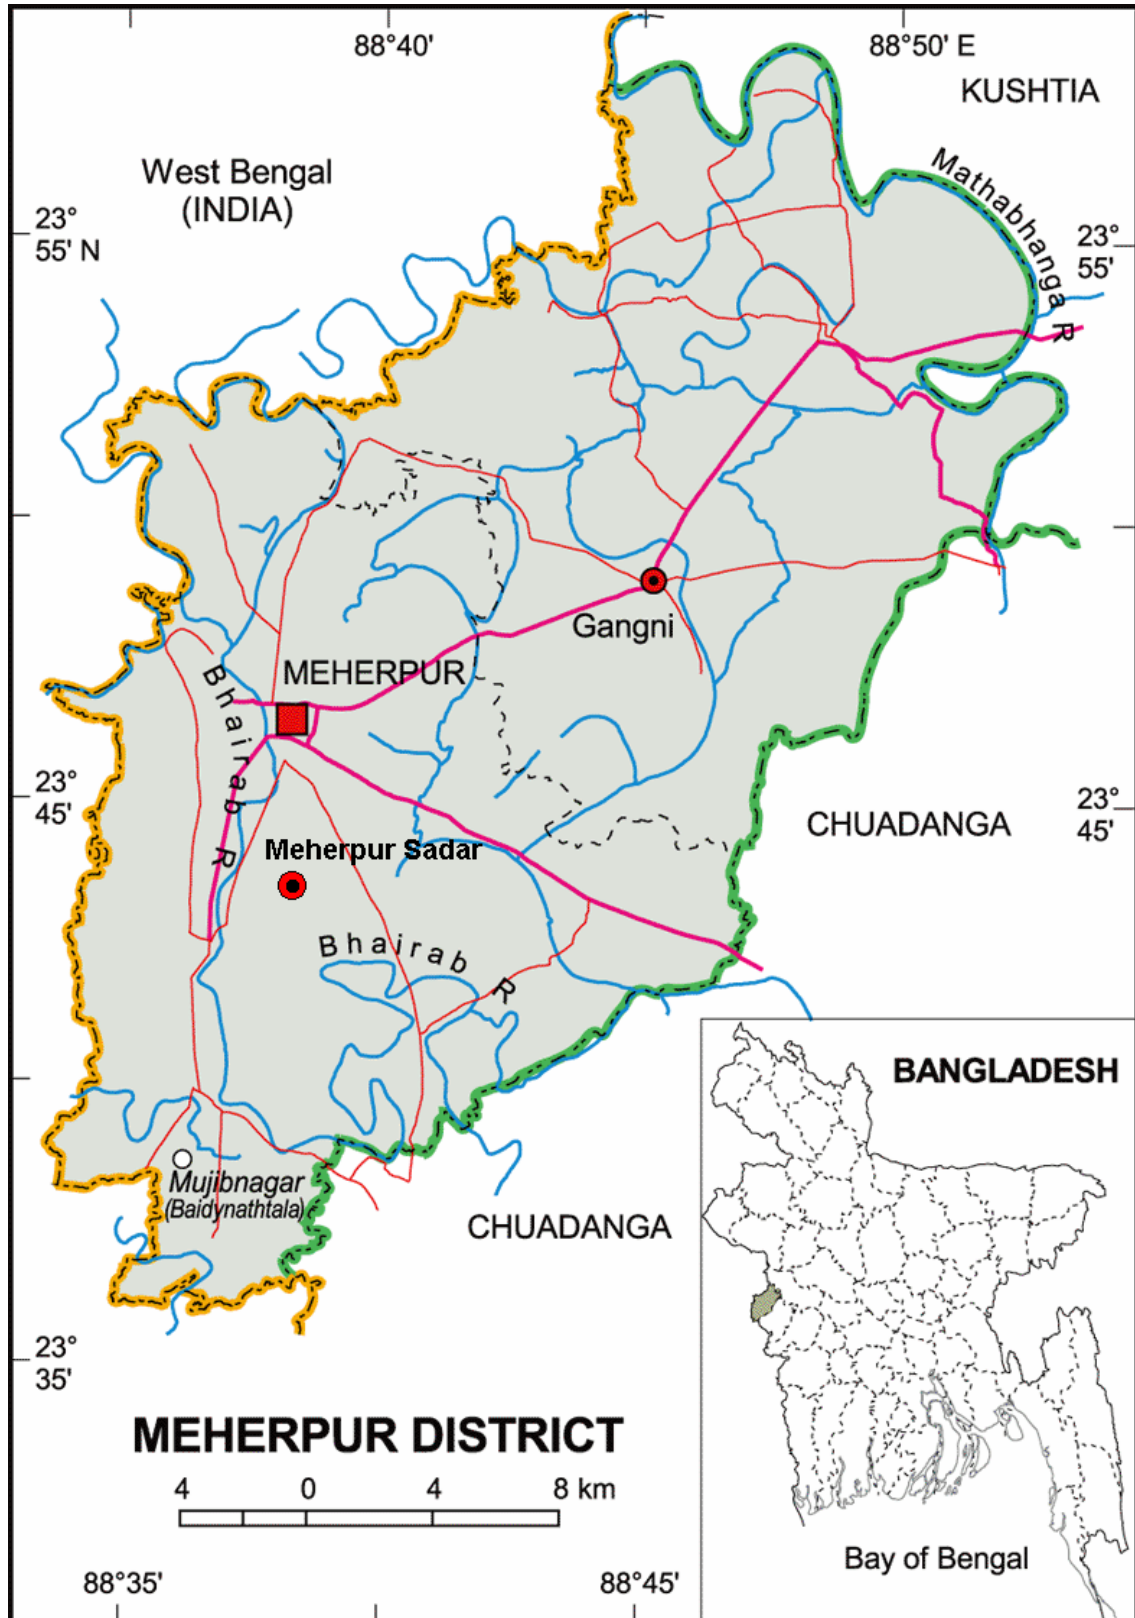 88°40'
88°50' E
KUSHTIA
West Bengal
(INDIA)
Mathabhanga R
23°
55' N
23°
55'
Gangni
MEHERPUR
Bhairab R
23°
45'
23°
45'
CHUADANGA
Meherpur Sadar
Bhairab R
BANGLADESH
Mujibnagar
(Baidynathtala)
CHUADANGA
23°
35'
MEHERPUR DISTRICT
4 0 4 8 km
Bay of Bengal
88°35'
88°45'